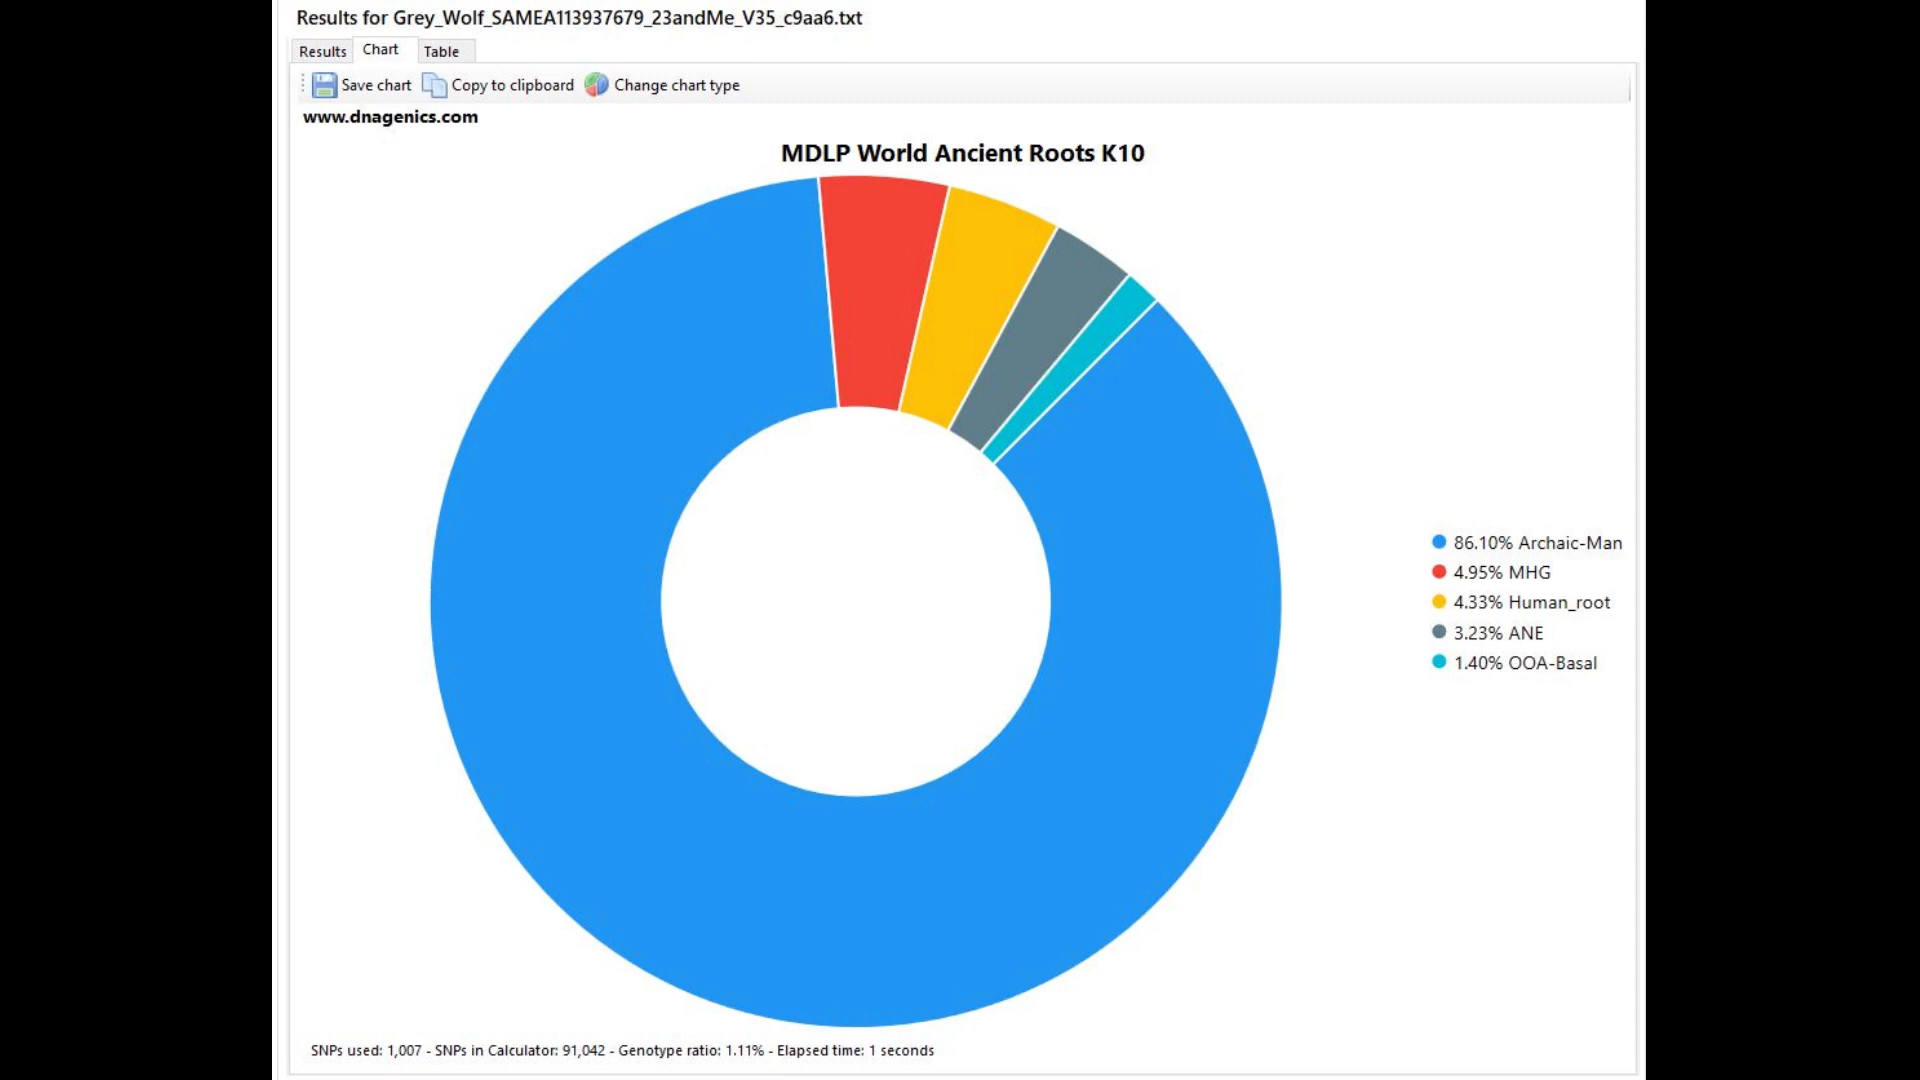 Results for Grey_Wolf_SAMEA113937679_23andMe_V35_c9aa6.txt
Results Chart Table
Save chart Copy to clipboard Change chart type
www.dnagenics.com
MDLP World Ancient Roots K10
86.10% Archaic-Man
4.95% MHG
4.33% Human_root
3.23% ANE
1.40% OOA-Basal
SNPs used: 1,007 - SNPs in Calculator: 91,042 - Genotype ratio: 1.11% - Elapsed time: 1 seconds